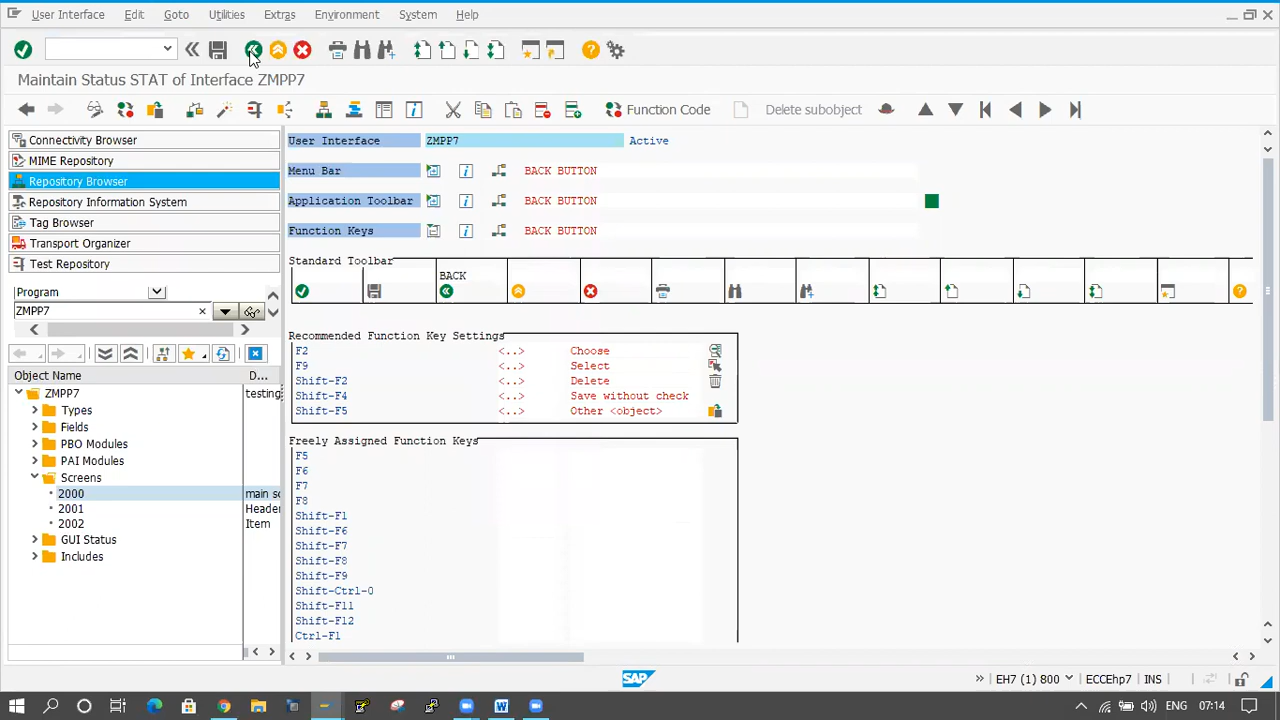 User Interface Edit Goto Utilities Extras Environment System Help
Maintain Status STAT of Interface ZMPP7
Function Code Delete subobject
Connectivity Browser
MIME Repository
Repository Browser
Repository Information System
Tag Browser
Transport Organizer
Test Repository
Program
ZMPP7
Object Name D...
ZMPP7 testing
Types
Fields
PBO Modules
PAI Modules
Screens
2000 main sc
2001 Header
2002 Item
GUI Status
Includes
User Interface ZMPP7 Active
Menu Bar BACK BUTTON
Application Toolbar BACK BUTTON
Function Keys BACK BUTTON
Standard Toolbar
BACK
Recommended Function Key Settings
F2 <..> Choose
F9 <..> Select
Shift-F2 <..> Delete
Shift-F4 <..> Save without check
Shift-F5 <..> Other <object>
Freely Assigned Function Keys
F5
F6
F7
F8
Shift-F1
Shift-F6
Shift-F7
Shift-F8
Shift-F9
Shift-Ctrl-0
Shift-F11
Shift-F12
Ctrl-F1
SAP
EH7 (1) 800 ECCEhp7 INS
ENG 07:14